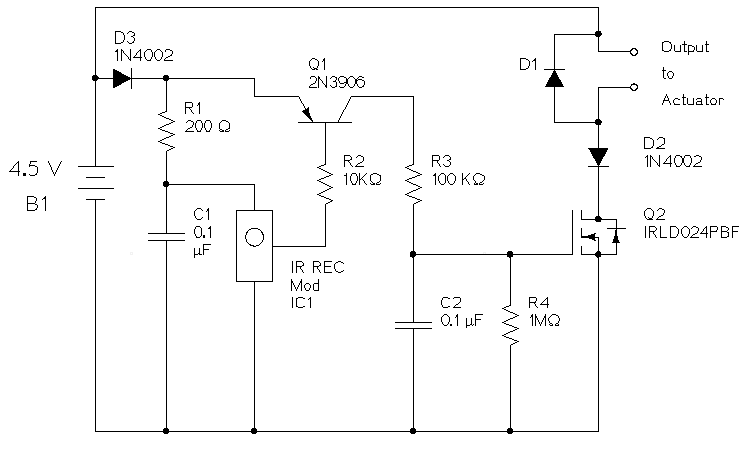 D3
1N4002
Q1
2N3906
D1
Output
to
Actuator
R1
200 Ω
D2
1N4002
4.5 V
B1
R2
10KΩ
R3
100 KΩ
C1
0.1
µF
Q2
IRLD024PBF
IR REC
Mod
IC1
C2
0.1 µF
R4
1MΩ